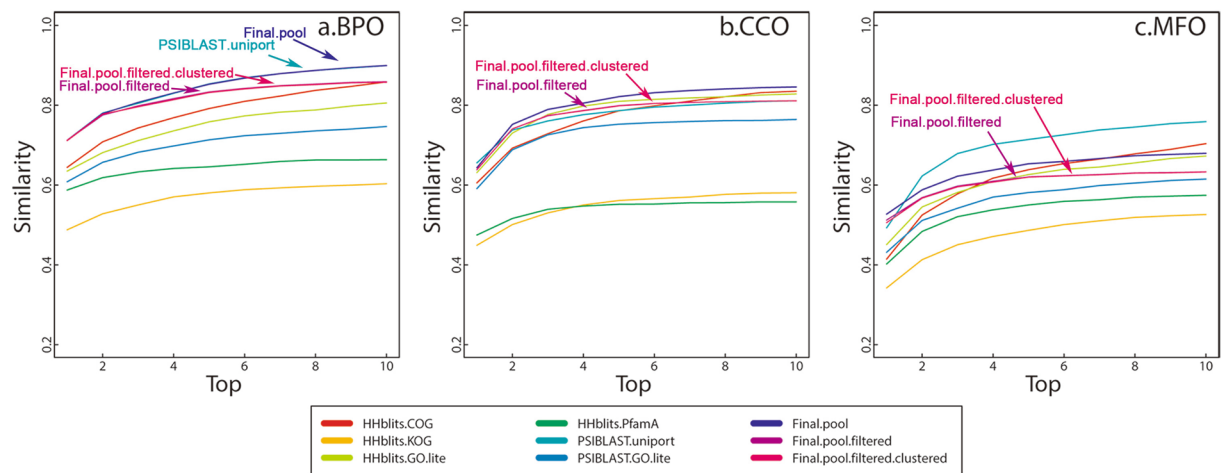 a.BPO
Final.pool
PSIBLAST.uniport
Final.pool.filtered.clustered
Final.pool.filtered
Similarity
1.0
0.8
0.6
0.4
0.2
2 4 6 8 10
Top
b.CCO
Final.pool.filtered.clustered
Final.pool.filtered
Similarity
1.0
0.8
0.6
0.4
0.2
2 4 6 8 10
Top
c.MFO
Final.pool.filtered.clustered
Final.pool.filtered
Similarity
1.0
0.8
0.6
0.4
0.2
2 4 6 8 10
Top
HHblits.COG HHblits.PfamA Final.pool
HHblits.KOG PSIBLAST.uniport Final.pool.filtered
HHblits.GO.lite PSIBLAST.GO.lite Final.pool.filtered.clustered